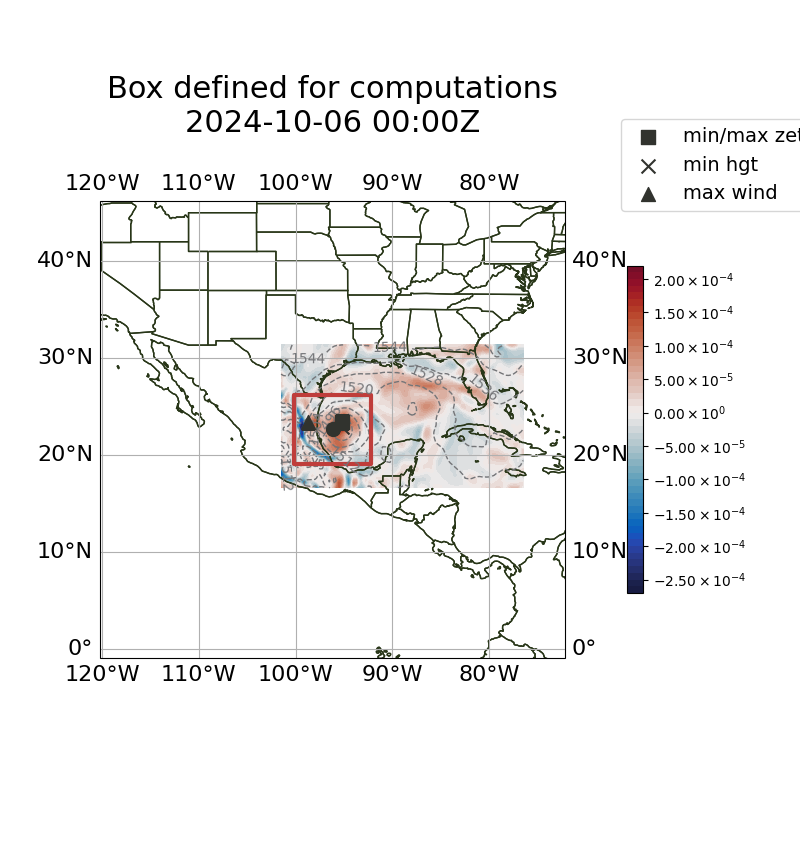 Box defined for computations
2024-10-06 00:00Z
min/max zet
min hgt
max wind
120°W 110°W 100°W 90°W 80°W
40°N 40°N
30°N 30°N
20°N 20°N
10°N 10°N
0° 0°
120°W 110°W 100°W 90°W 80°W
1544
1544
1528
1520
2.00×10⁻⁴
1.50×10⁻⁴
1.00×10⁻⁴
5.00×10⁻⁵
0.00×10⁰
−5.00×10⁻⁵
−1.00×10⁻⁴
−1.50×10⁻⁴
−2.00×10⁻⁴
−2.50×10⁻⁴